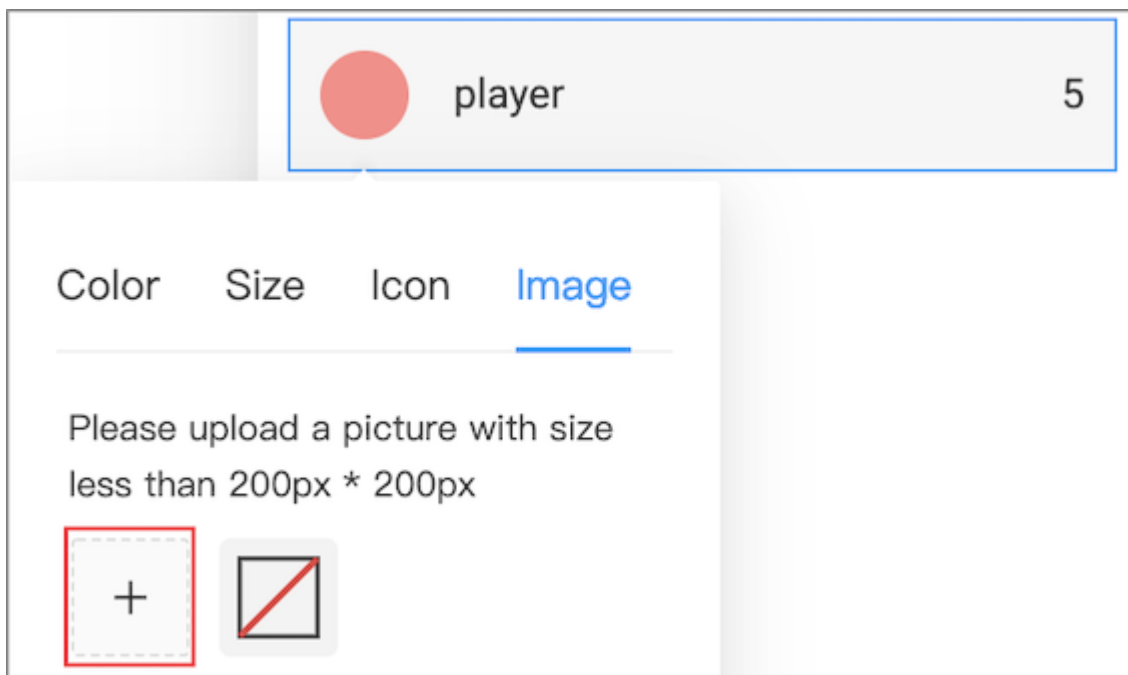 player 5
Color Size Icon Image
Please upload a picture with size
less than 200px * 200px
+